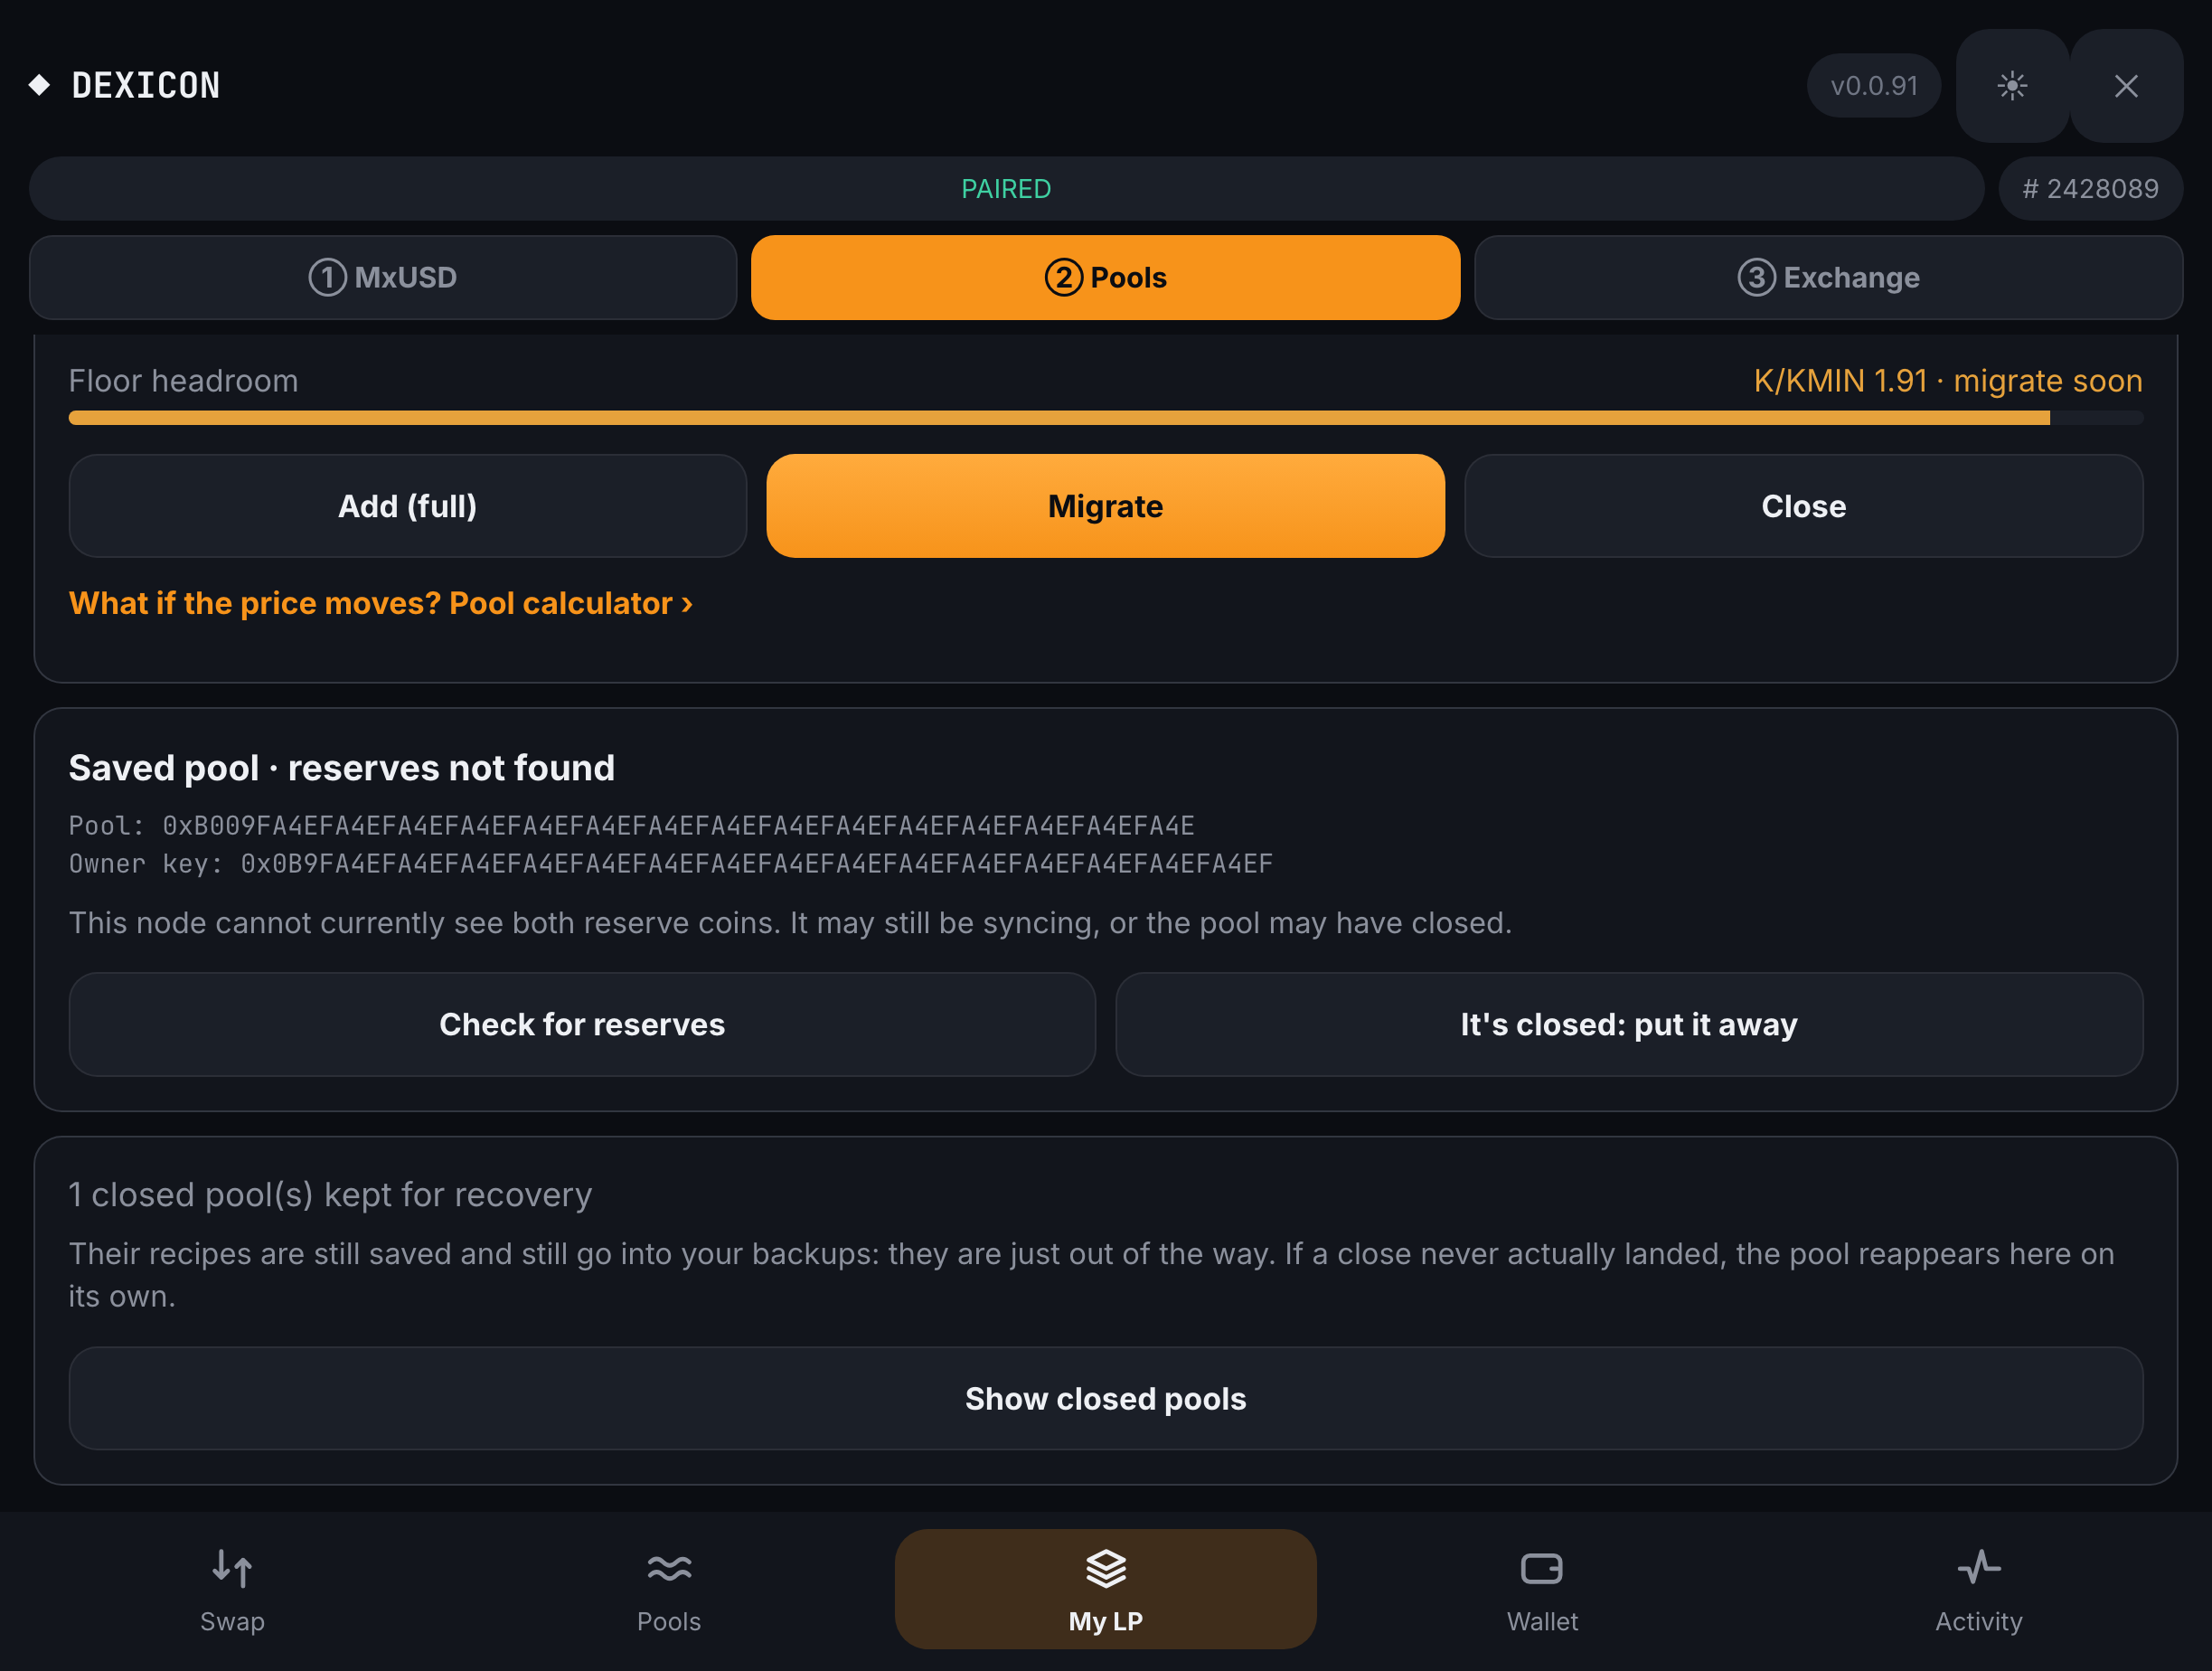 DEXICON
v0.0.91
PAIRED
# 2428089
1 MxUSD
2 Pools
3 Exchange
Floor headroom
K/KMIN 1.91 · migrate soon
Add (full)
Migrate
Close
What if the price moves? Pool calculator ›
Saved pool · reserves not found
Pool: 0xB009FA4EFA4EFA4EFA4EFA4EFA4EFA4EFA4EFA4EFA4EFA4EFA4EFA4EFA4EFA4E
Owner key: 0x0B9FA4EFA4EFA4EFA4EFA4EFA4EFA4EFA4EFA4EFA4EFA4EFA4EFA4EFA4EFA4EF
This node cannot currently see both reserve coins. It may still be syncing, or the pool may have closed.
Check for reserves
It's closed: put it away
1 closed pool(s) kept for recovery
Their recipes are still saved and still go into your backups: they are just out of the way. If a close never actually landed, the pool reappears here on
its own.
Show closed pools
Swap
Pools
My LP
Wallet
Activity